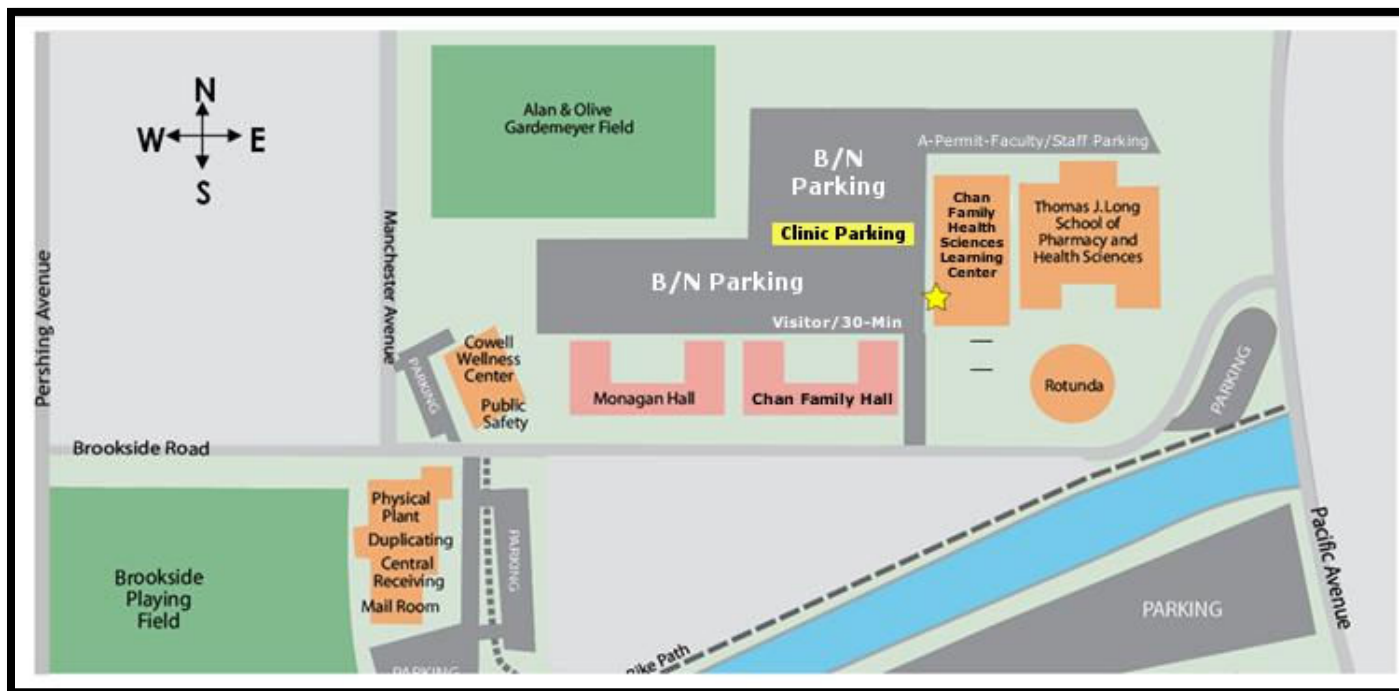 N
W E
S
Alan & Olive
Gardemeyer Field
B/N
Parking
A-Permit-Faculty/Staff Parking
Clinic Parking
Chan
Family
Health
Sciences
Learning
Center
Thomas J. Long
School of
Pharmacy and
Health Sciences
Manchester Avenue
Pershing Avenue
B/N Parking
Visitor/30-Min
Cowell
Wellness
Center
Public
Safety
PARKING
Monagan Hall
Chan Family Hall
Rotunda
PARKING
Brookside Road
Physical
Plant
Duplicating
Central
Receiving
Mail Room
PARKING
Brookside
Playing
Field
Pacific Avenue
PARKING
Bike Path
PARKING